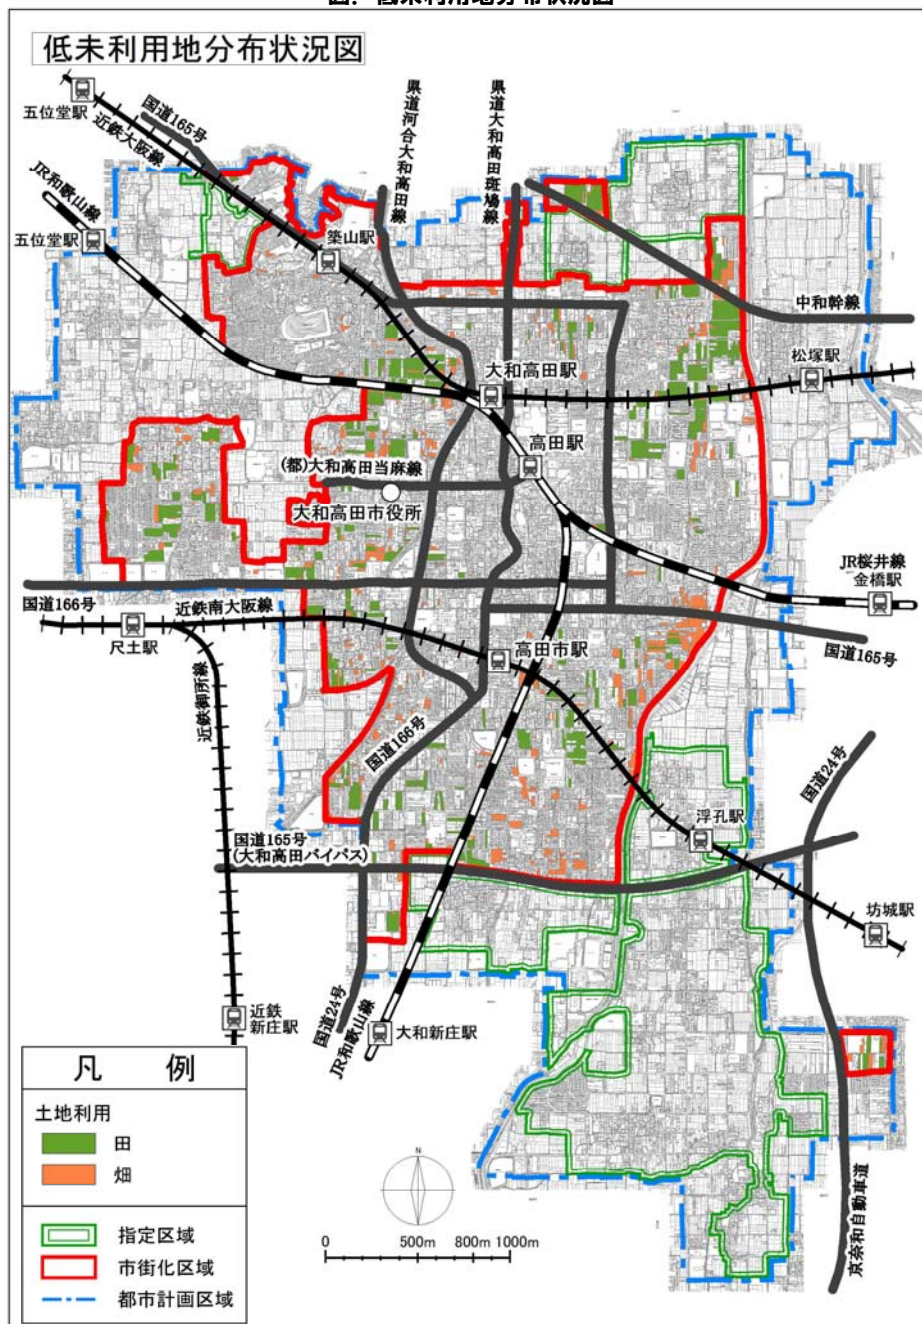 図. 低未利用地分布状況図
低未利用地分布状況図
五位堂駅
国道165号
近鉄大阪線
県道河合大和高田線
県道大和高田斑鳩線
JR和歌山線
五位堂駅
築山駅
中和幹線
松塚駅
大和高田駅
高田駅
(都)大和高田当麻線
大和高田市役所
JR桜井線
金橋駅
国道166号
近鉄南大阪線
尺土駅
高田市駅
国道165号
近鉄御所線
国道166号
国道24号
浮孔駅
国道165号
(大和高田バイパス)
坊城駅
近鉄
新庄駅
国道24号
JR和歌山線
大和新庄駅
京奈和自動車道
凡 例
土地利用
田
畑
指定区域
市街化区域
都市計画区域
N
0 500m 800m 1000m